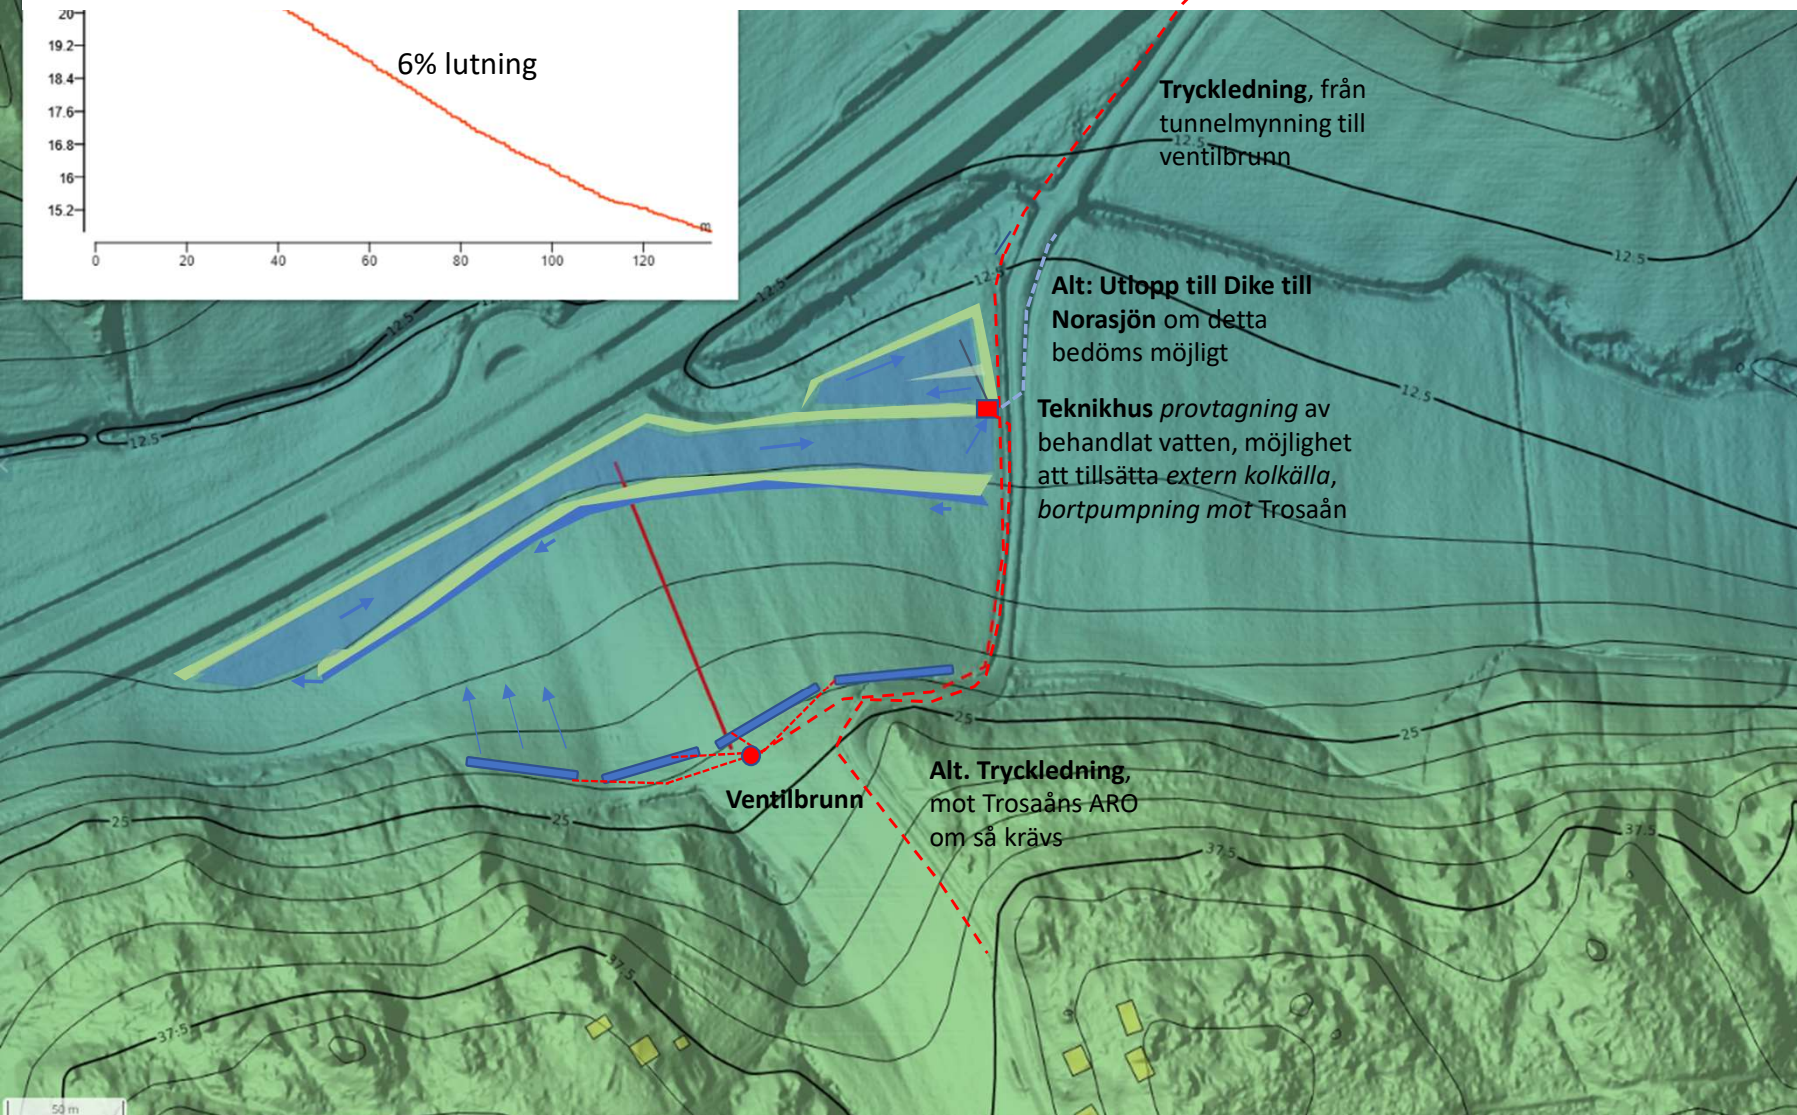 20
19.2
18.4
17.6
16.8
16
15.2
6% lutning
m
0 20 40 60 80 100 120
Tryckledning, från
tunnelmynning till
ventilbrunn
12.5
12.5
12.5
12.5
12.5
12.5
12.5
Alt: Utlopp till Dike till
Norasjön om detta
bedöms möjligt
12.5
Teknikhus provtagning av
behandlat vatten, möjlighet
att tillsätta extern kolkälla,
bortpumpning mot Trosaån
25
25
Alt. Tryckledning,
mot Trosaåns ARO
om så krävs
Ventilbrunn
25
25
37.5
37.5
37.5
37.5
50 m